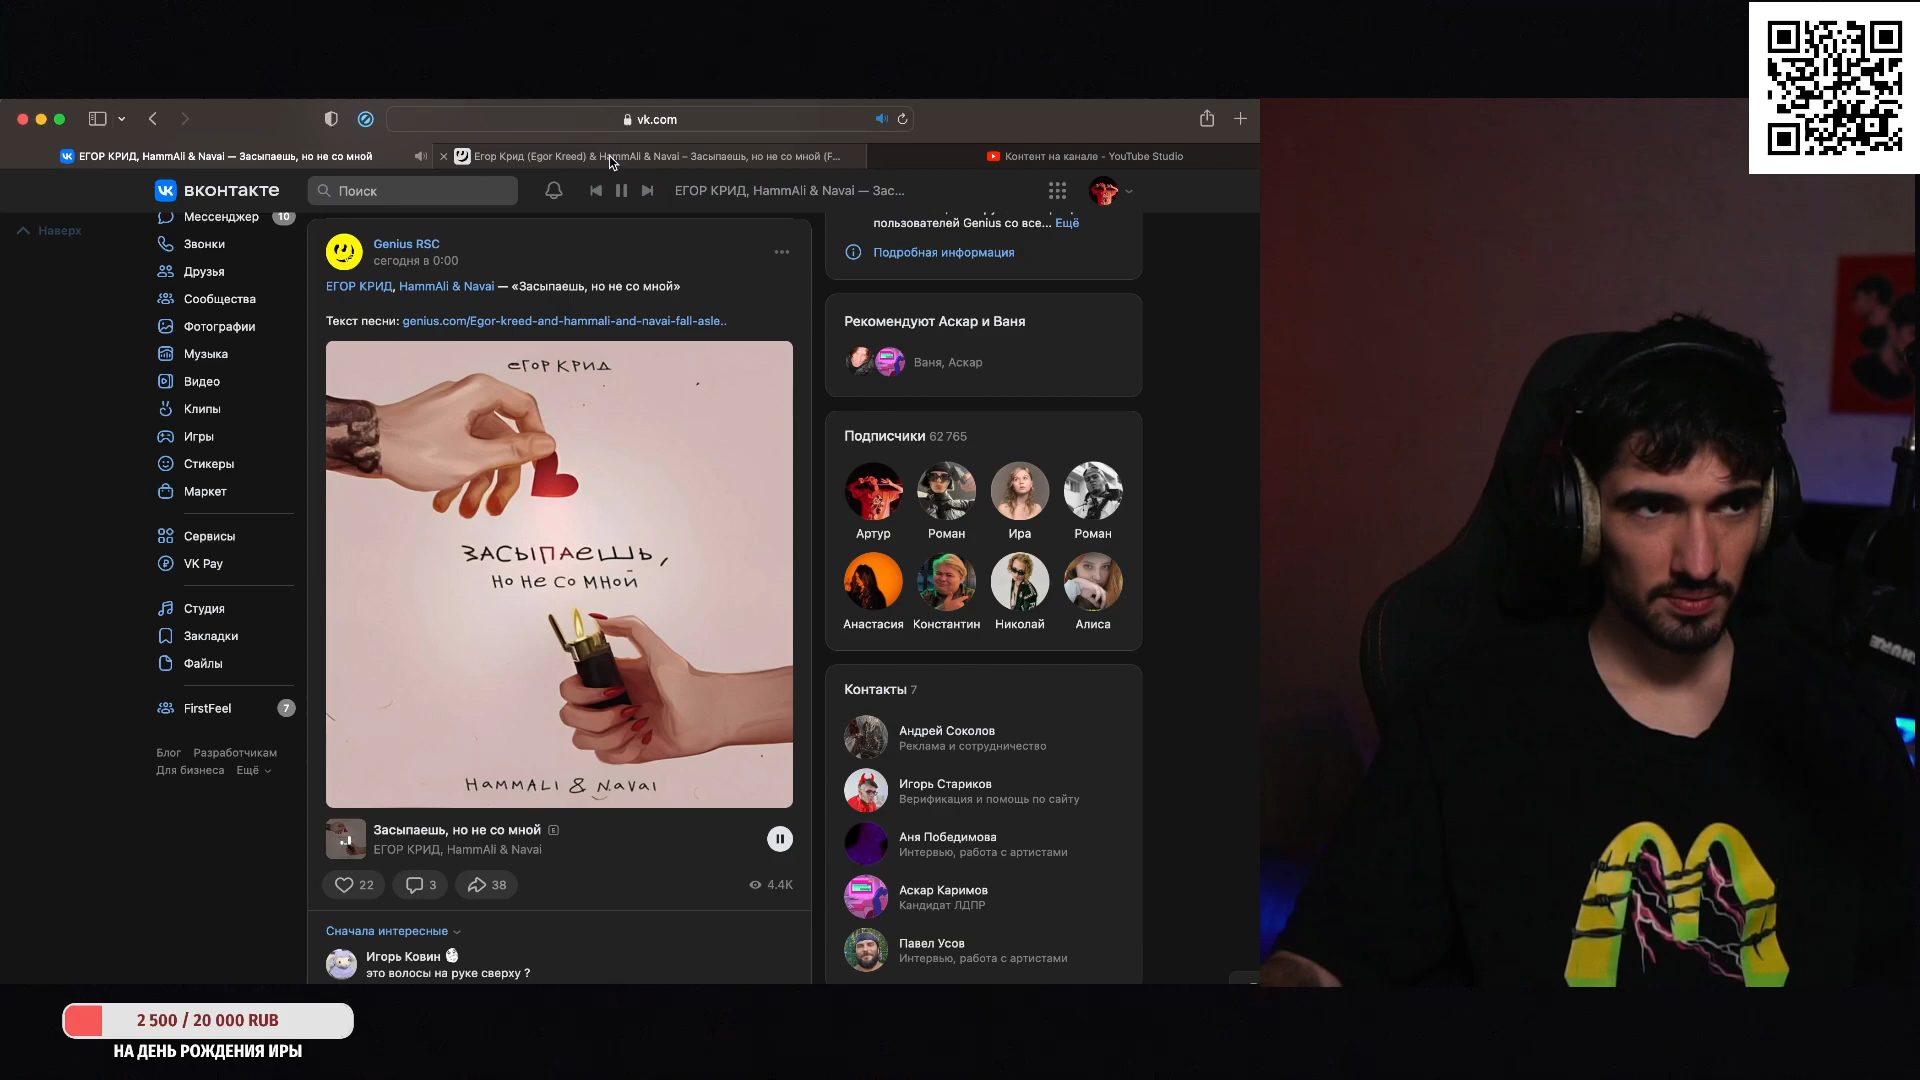 vk.com
ЕГОР КРИД, HammAli & Navai — Засыпаешь, но не со мной
Егор Крид (Egor Kreed) & HammAli & Navai – Засыпаешь, но не со мной (F...
Контент на канале - YouTube Studio
вконтакте
Поиск
ЕГОР КРИД, HammAli & Navai — Зас...
Наверх
Мессенджер 10
Звонки
Друзья
Сообщества
Фотографии
Музыка
Видео
Клипы
Игры
Стикеры
Маркет
Сервисы
VK Pay
Студия
Закладки
Файлы
FirstFeel 7
Блог Разработчикам
Для бизнеса Ещё
Genius RSC
сегодня в 0:00
ЕГОР КРИД, HammAli & Navai — «Засыпаешь, но не со мной»
Текст песни: genius.com/Egor-kreed-and-hammali-and-navai-fall-asle..
ЕГОР КРИД
ЗАСЫПАЕШЬ,
НО НЕ СО МНОЙ
HAMMALI & NAVAI
Засыпаешь, но не со мной E
ЕГОР КРИД, HammAli & Navai
22 3 38 4.4K
Сначала интересные
Игорь Ковин
это волосы на руке сверху ?
пользователей Genius со все... Ещё
Подробная информация
Рекомендуют Аскар и Ваня
Ваня, Аскар
Подписчики 62 765
Артур Роман Ира Роман
Анастасия Константин Николай Алиса
Контакты 7
Андрей Соколов
Реклама и сотрудничество
Игорь Стариков
Верификация и помощь по сайту
Аня Победимова
Интервью, работа с артистами
Аскар Каримов
Кандидат ЛДПР
Павел Усов
Интервью, работа с артистами
SHURE
2 500 / 20 000 RUB
НА ДЕНЬ РОЖДЕНИЯ ИРЫ